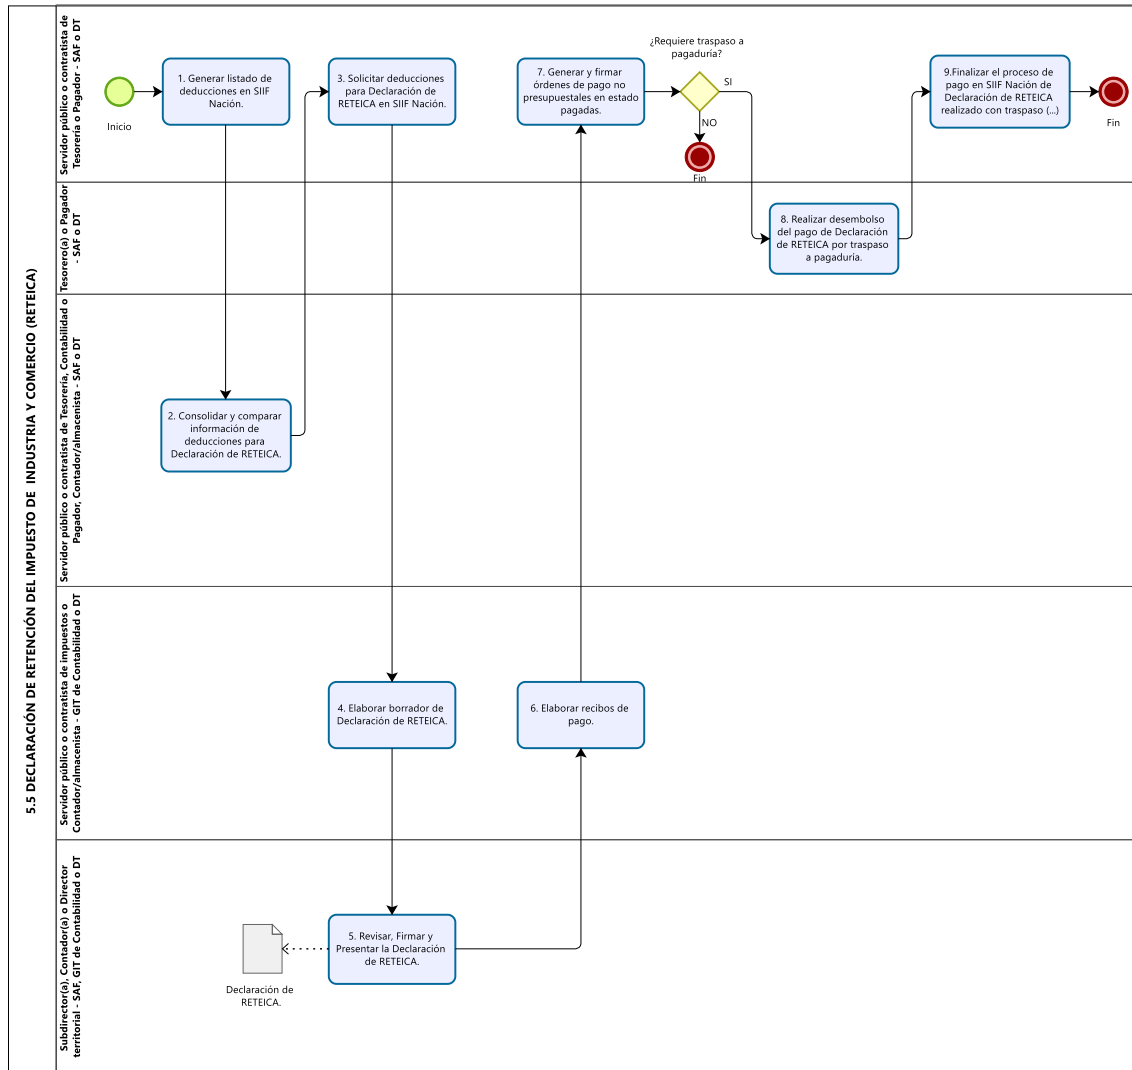 5.5 DECLARACIÓN DE RETENCIÓN DEL IMPUESTO DE INDUSTRIA Y COMERCIO (RETEICA)
Servidor público o contratista de
Tesorería o Pagador - SAF o DT
Inicio
1. Generar listado de
deducciones en SIIF
Nación.
3. Solicitar deducciones
para Declaración de
RETEICA en SIIF Nación.
7. Generar y firmar
órdenes de pago no
presupuestales en estado
pagadas.
¿Requiere traspaso a
pagaduría?
SI
NO
Fin
9.Finalizar el proceso de
pago en SIIF Nación de
Declaración de RETEICA
realizado con traspaso (...)
Fin
Tesorero(a) o Pagador
- SAF o DT
8. Realizar desembolso
del pago de Declaración
de RETEICA por traspaso
a pagaduría.
Servidor público o contratista de Tesorería, Contabilidad o
Pagador, Contador/almacenista - SAF o DT
2. Consolidar y comparar
información de
deducciones para
Declaración de RETEICA.
Servidor público o contratista de impuestos o
Contador/almacenista - GIT de Contabilidad o DT
4. Elaborar borrador de
Declaración de RETEICA.
6. Elaborar recibos de
pago.
Subdirector(a), Contador(a) o Director
territorial - SAF, GIT de Contabilidad o DT
5. Revisar, Firmar y
Presentar la Declaración
de RETEICA.
Declaración de
RETEICA.